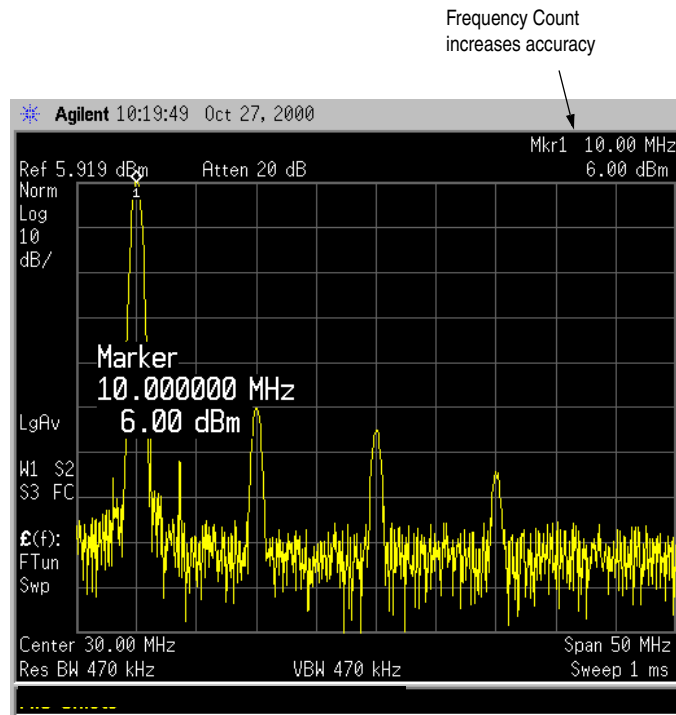 Frequency Count
increases accuracy
Agilent 10:19:49 Oct 27, 2000
Mkr1 10.00 MHz
Ref 5.919 dBm Atten 20 dB 6.00 dBm
Norm
1
Log
10
dB/
Marker
10.000000 MHz
6.00 dBm
LgAv
W1 S2
S3 FC
£(f):
FTun
Swp
Center 30.00 MHz Span 50 MHz
Res BW 470 kHz VBW 470 kHz Sweep 1 ms